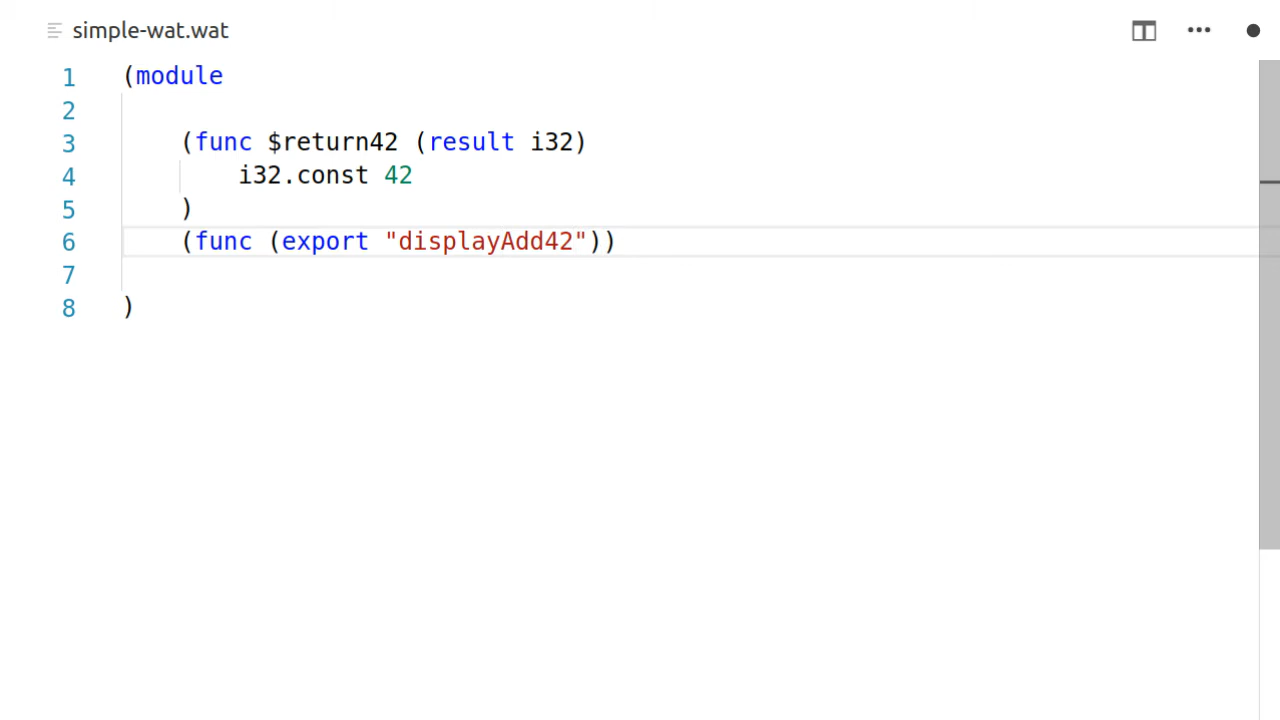 simple-wat.wat
1 (module
2
3     (func $return42 (result i32)
4         i32.const 42
5     )
6     (func (export "displayAdd42"))
7
8 )